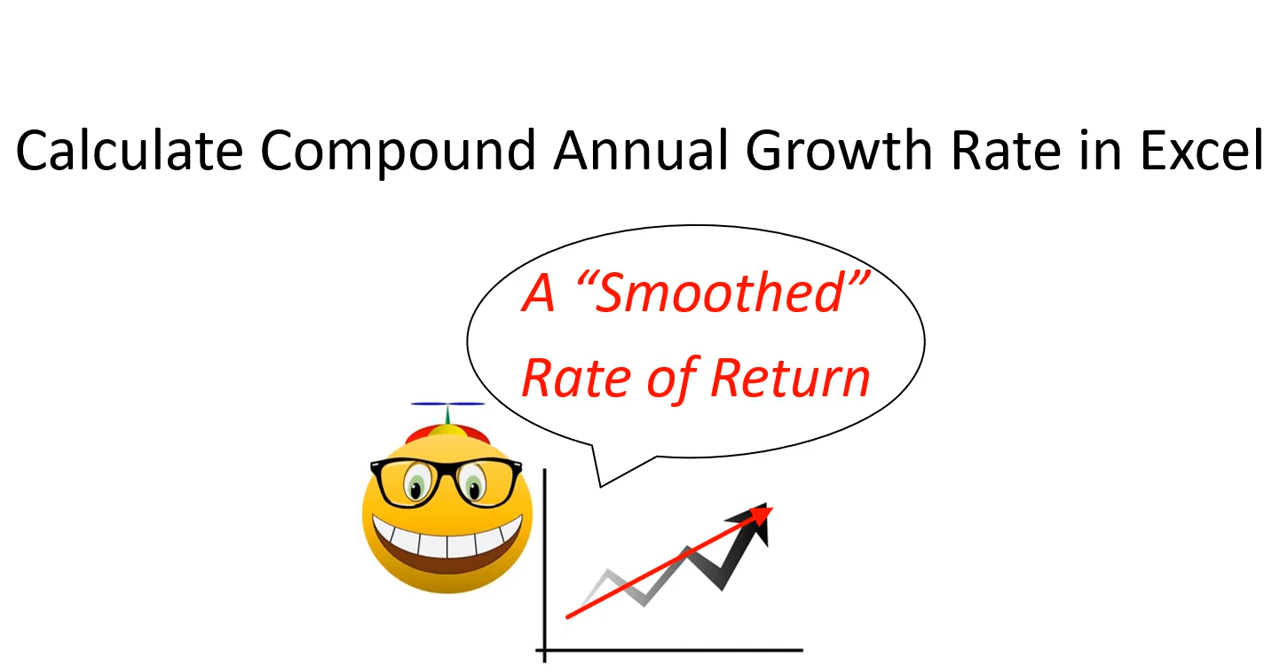 Calculate Compound Annual Growth Rate in Excel
A “Smoothed”
Rate of Return